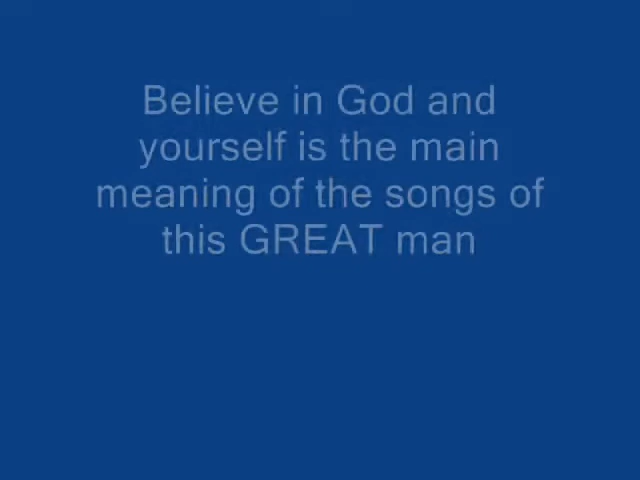 Believe in God and
yourself is the main
meaning of the songs of
this GREAT man